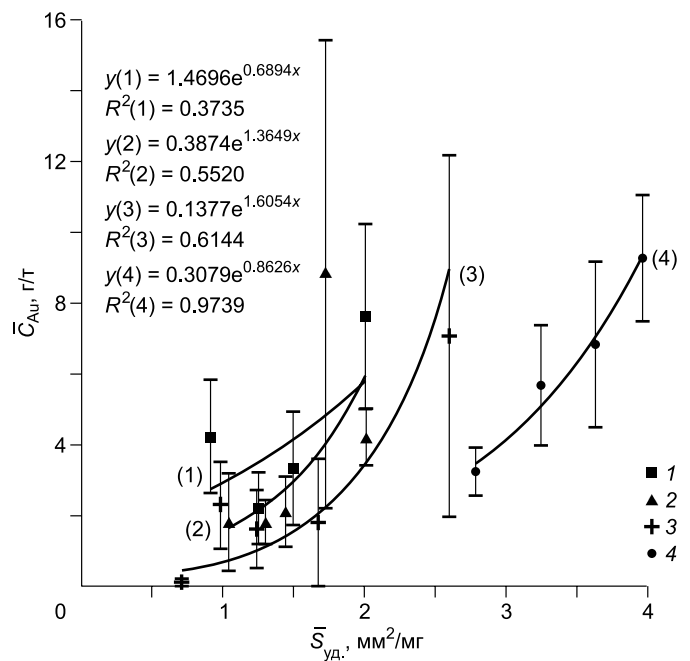 16
y(1) = 1.4696e^0.6894x
R²(1) = 0.3735
y(2) = 0.3874e^1.3649x
R²(2) = 0.5520
12
y(3) = 0.1377e^1.6054x
R²(3) = 0.6144
y(4) = 0.3079e^0.8626x
R²(4) = 0.9739
(3)
(4)
C̄Au, г/т
8
4
(1)
(2)
1
2
3
4
0
1
2
3
4
S̄уд., мм²/мг